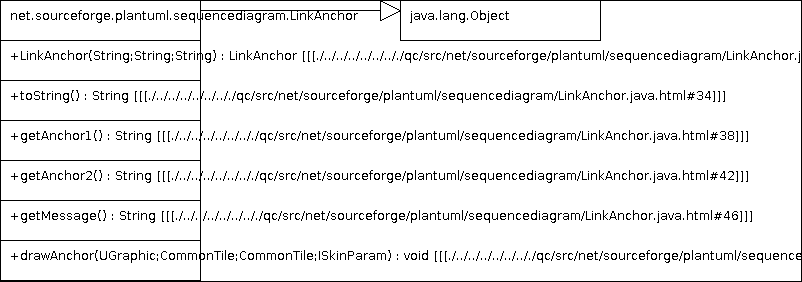 net.sourceforge.plantuml.sequencediagram.LinkAnchor
java.lang.Object
+LinkAnchor(String;String;String) : LinkAnchor [[[./../../../../../../../qc/src/net/sourceforge/plantuml/sequencediagram/LinkAnchor.j
+toString() : String [[[./../../../../../../../qc/src/net/sourceforge/plantuml/sequencediagram/LinkAnchor.java.html#34]]]
+getAnchor1() : String [[[./../../../../../../../qc/src/net/sourceforge/plantuml/sequencediagram/LinkAnchor.java.html#38]]]
+getAnchor2() : String [[[./../../../../../../../qc/src/net/sourceforge/plantuml/sequencediagram/LinkAnchor.java.html#42]]]
+getMessage() : String [[[./../../../../../../../qc/src/net/sourceforge/plantuml/sequencediagram/LinkAnchor.java.html#46]]]
+drawAnchor(UGraphic;CommonTile;CommonTile;ISkinParam) : void [[[./../../../../../../../qc/src/net/sourceforge/plantuml/sequence